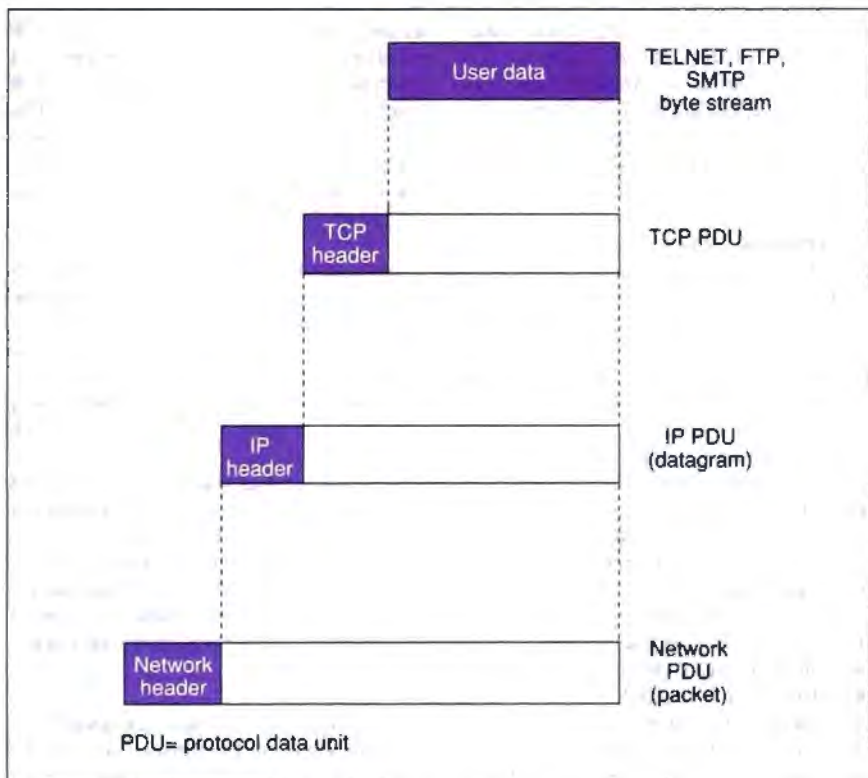 User data
TELNET, FTP,
SMTP
byte stream
TCP
header
TCP PDU
IP
header
IP PDU
(datagram)
Network
header
Network
PDU
(packet)
PDU= protocol data unit